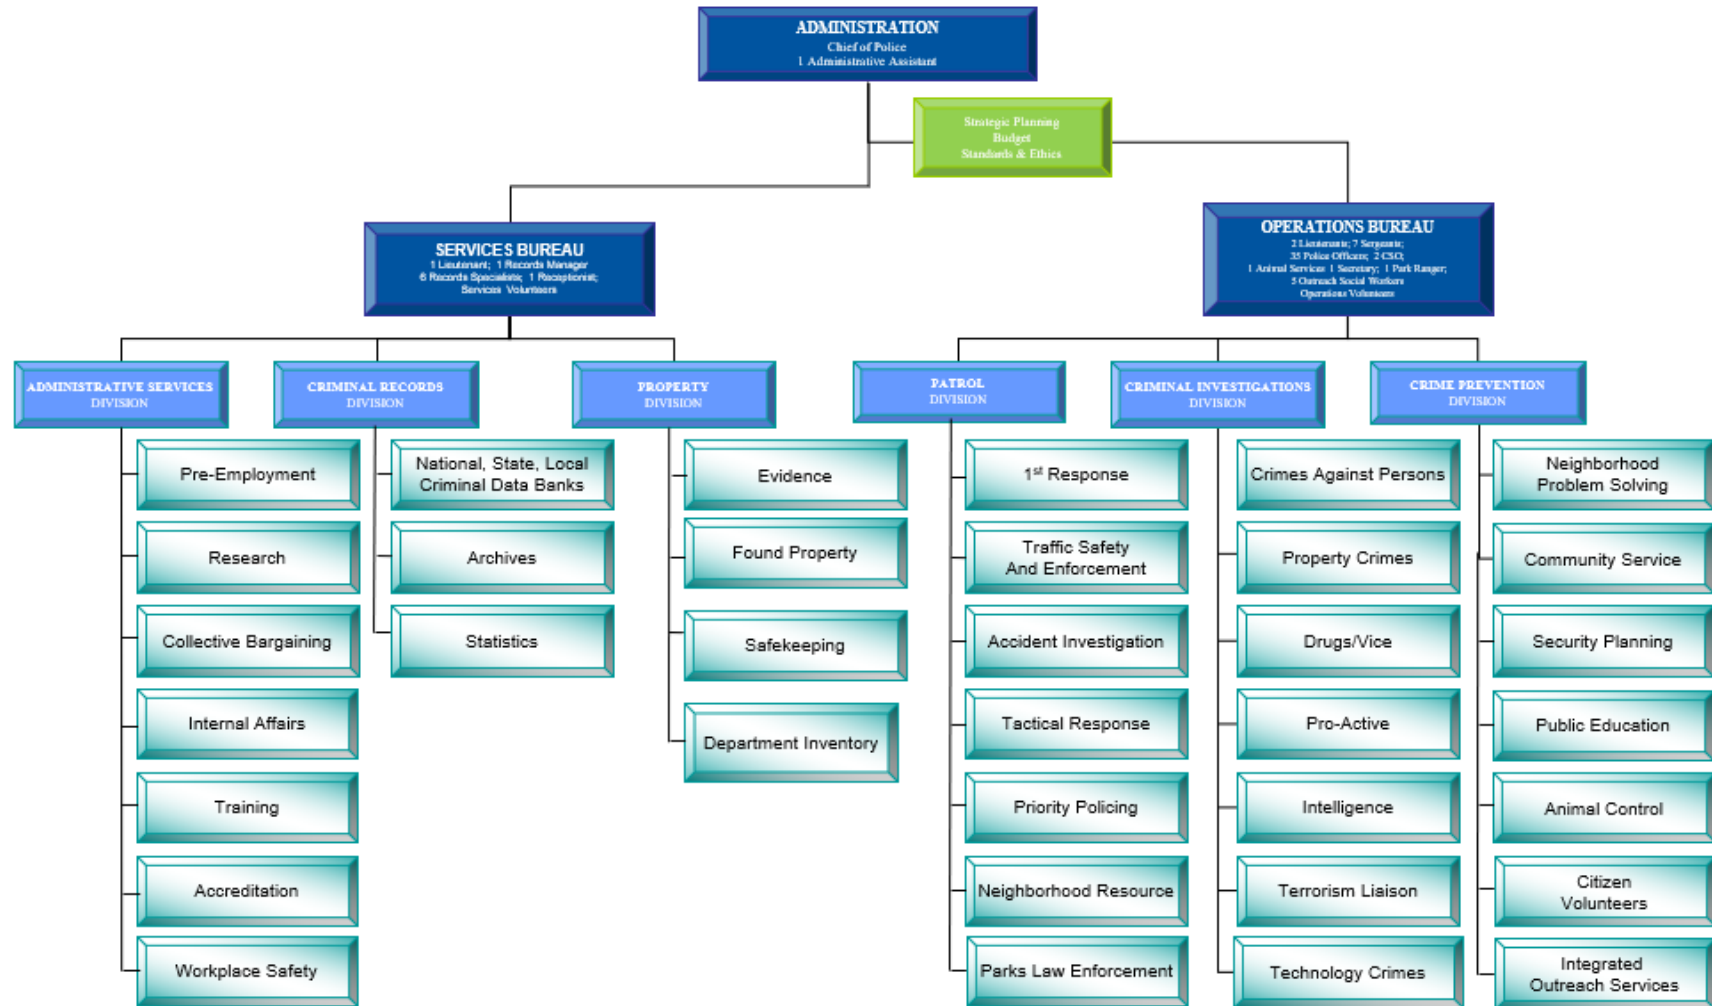 ADMINISTRATION
Chief of Police
1 Administrative Assistant
Strategic Planning
Budget
Standards & Ethics
SERVICES BUREAU
1 Lieutenant; 1 Records Manager
6 Records Specialists; 1 Receptionist;
Services Volunteers
OPERATIONS BUREAU
2 Lieutenants; 7 Sergeants;
35 Police Officers; 2 CSO;
1 Animal Services 1 Secretary; 1 Park Ranger;
5 Outreach Social Workers
Operations Volunteers
ADMINISTRATIVE SERVICES
DIVISION
Pre-Employment
Research
Collective Bargaining
Internal Affairs
Training
Accreditation
Workplace Safety
CRIMINAL RECORDS
DIVISION
National, State, Local
Criminal Data Banks
Archives
Statistics
PROPERTY
DIVISION
Evidence
Found Property
Safekeeping
Department Inventory
PATROL
DIVISION
1st Response
Traffic Safety
And Enforcement
Accident Investigation
Tactical Response
Priority Policing
Neighborhood Resource
Parks Law Enforcement
CRIMINAL INVESTIGATIONS
DIVISION
Crimes Against Persons
Property Crimes
Drugs/Vice
Pro-Active
Intelligence
Terrorism Liaison
Technology Crimes
CRIME PREVENTION
DIVISION
Neighborhood
Problem Solving
Community Service
Security Planning
Public Education
Animal Control
Citizen
Volunteers
Integrated
Outreach Services